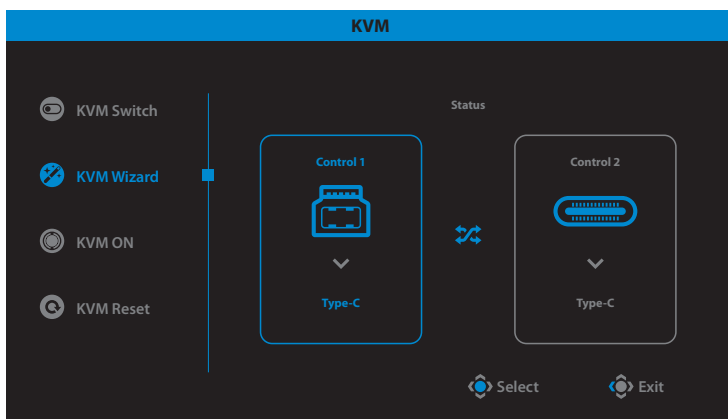 KVM
KVM Switch
KVM Wizard
KVM ON
KVM Reset
Status
Control 1
Type-C
Control 2
Type-C
Select
Exit